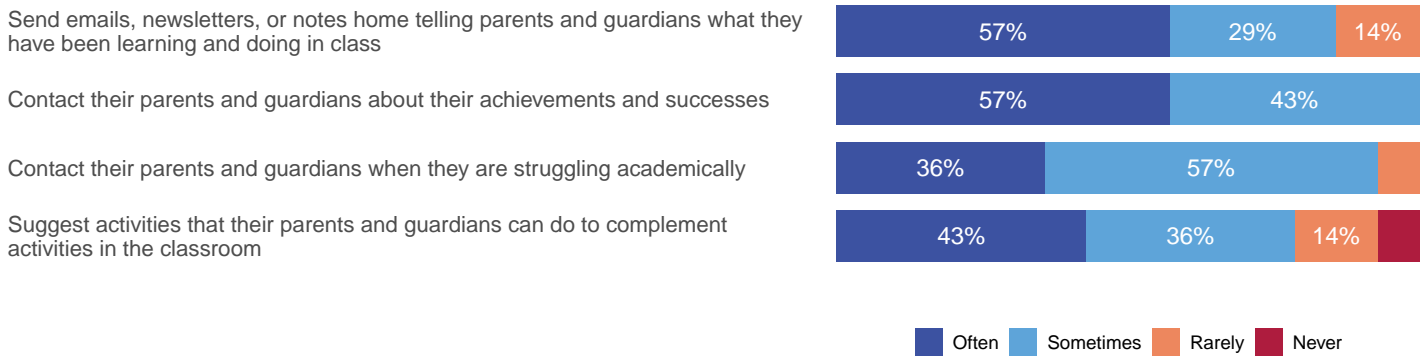 Send emails, newsletters, or notes home telling parents and guardians what they
have been learning and doing in class
57% 29% 14%
Contact their parents and guardians about their achievements and successes
57% 43%
Contact their parents and guardians when they are struggling academically
36% 57%
Suggest activities that their parents and guardians can do to complement
activities in the classroom
43% 36% 14%
Often Sometimes Rarely Never